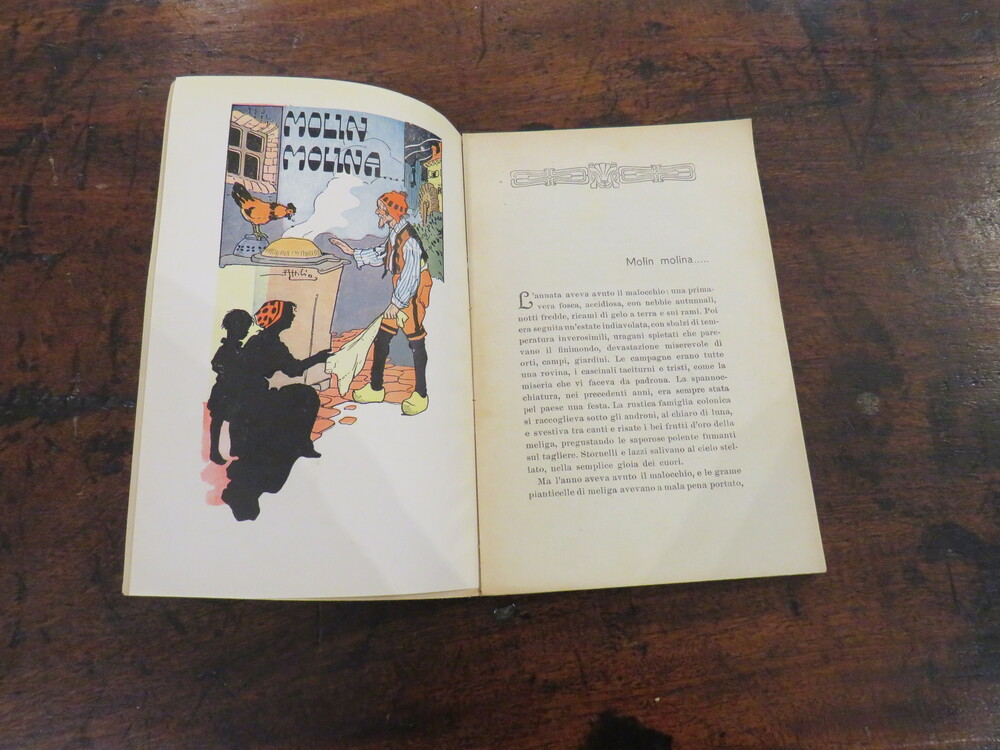 MOLIN
MOLINA....
Attilio
Molin molina.....
L'annata aveva avuto il malocchio: una prima-
vera fosca, accidiosa, con nebbie autunnali,
notti fredde, ricami di gelo a terra e sui rami. Poi
era seguita un'estate indiavolata, con sbalzi di tem-
peratura inverosimili, uragani spietati che pare-
vano il finimondo, devastazione miserevole di
orti, campi, giardini. Le campagne erano tutte
una rovina, i cascinali taciturni e tristi, come la
miseria che vi faceva da padrona. La spannoc-
chiatura, nei precedenti anni, era sempre stata
pel paese una festa. La rustica famiglia colonica
si raccoglieva sotto gli androni, al chiaro di luna,
e svestiva tra canti e risate i bei frutti d'oro della
meliga, pregustando le saporose polente fumanti
sul tagliere. Stornelli e lazzi salivano al cielo stel-
lato, nella semplice gioia dei cuori.
Ma l'anno aveva avuto il malocchio, e le grame
pianticelle di meliga avevano a mala pena portato,